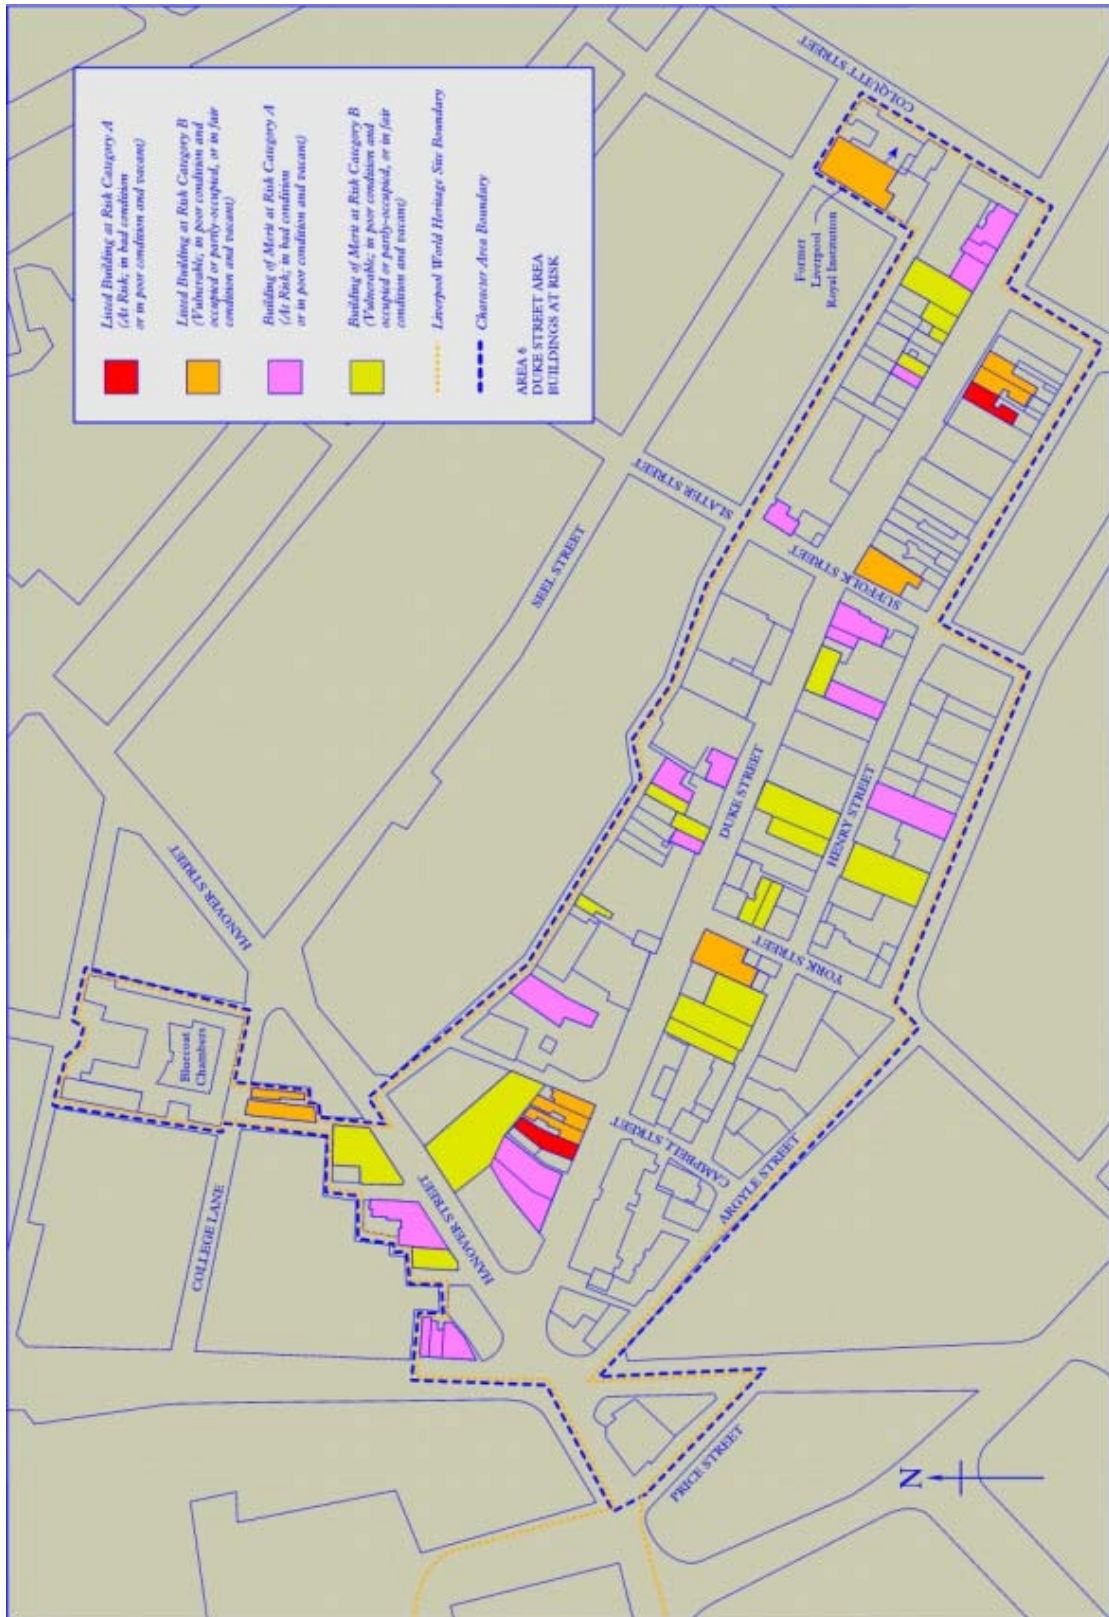 Listed Building at Risk Category A
(At Risk; in bad condition
or in poor condition and vacant)
Listed Building at Risk Category B
(Vulnerable; in poor condition and
occupied or partly-occupied, or in fair
condition and vacant)
Building of Merit at Risk Category A
(At Risk; in bad condition
or in poor condition and vacant)
Building of Merit at Risk Category B
(Vulnerable; in poor condition and
occupied or partly-occupied, or in fair
condition and vacant)
Liverpool World Heritage Site Boundary
Character Area Boundary
AREA 6
DUKE STREET AREA
BUILDINGS AT RISK
COLQUITT STREET
Former
Liverpool
Royal Institution
SLATER STREET
SEEL STREET
SUFFOLK STREET
HANOVER STREET
DUKE STREET
HENRY STREET
YORK STREET
Bluecoat
Chambers
CAMPBELL STREET
ARGYLE STREET
COLLEGE LANE
HANOVER STREET
PRICE STREET
N